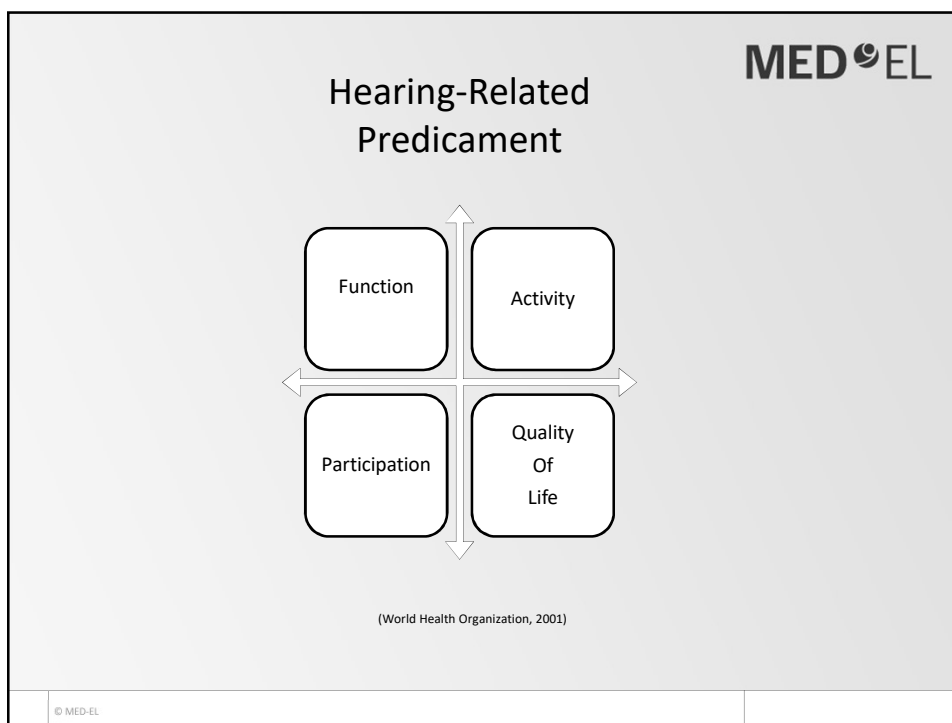 MED EL
Hearing-Related
Predicament
Function
Activity
Participation
Quality
Of
Life
(World Health Organization, 2001)
© MED-EL